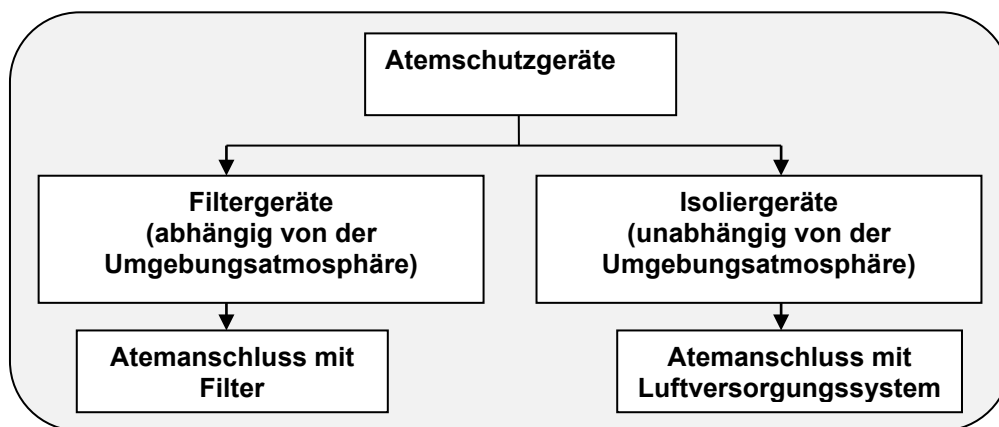 Atemschutzgeräte
Filtergeräte
(abhängig von der
Umgebungsatmosphäre)
Isoliergeräte
(unabhängig von der
Umgebungsatmosphäre)
Atemanschluss mit
Filter
Atemanschluss mit
Luftversorgungssystem